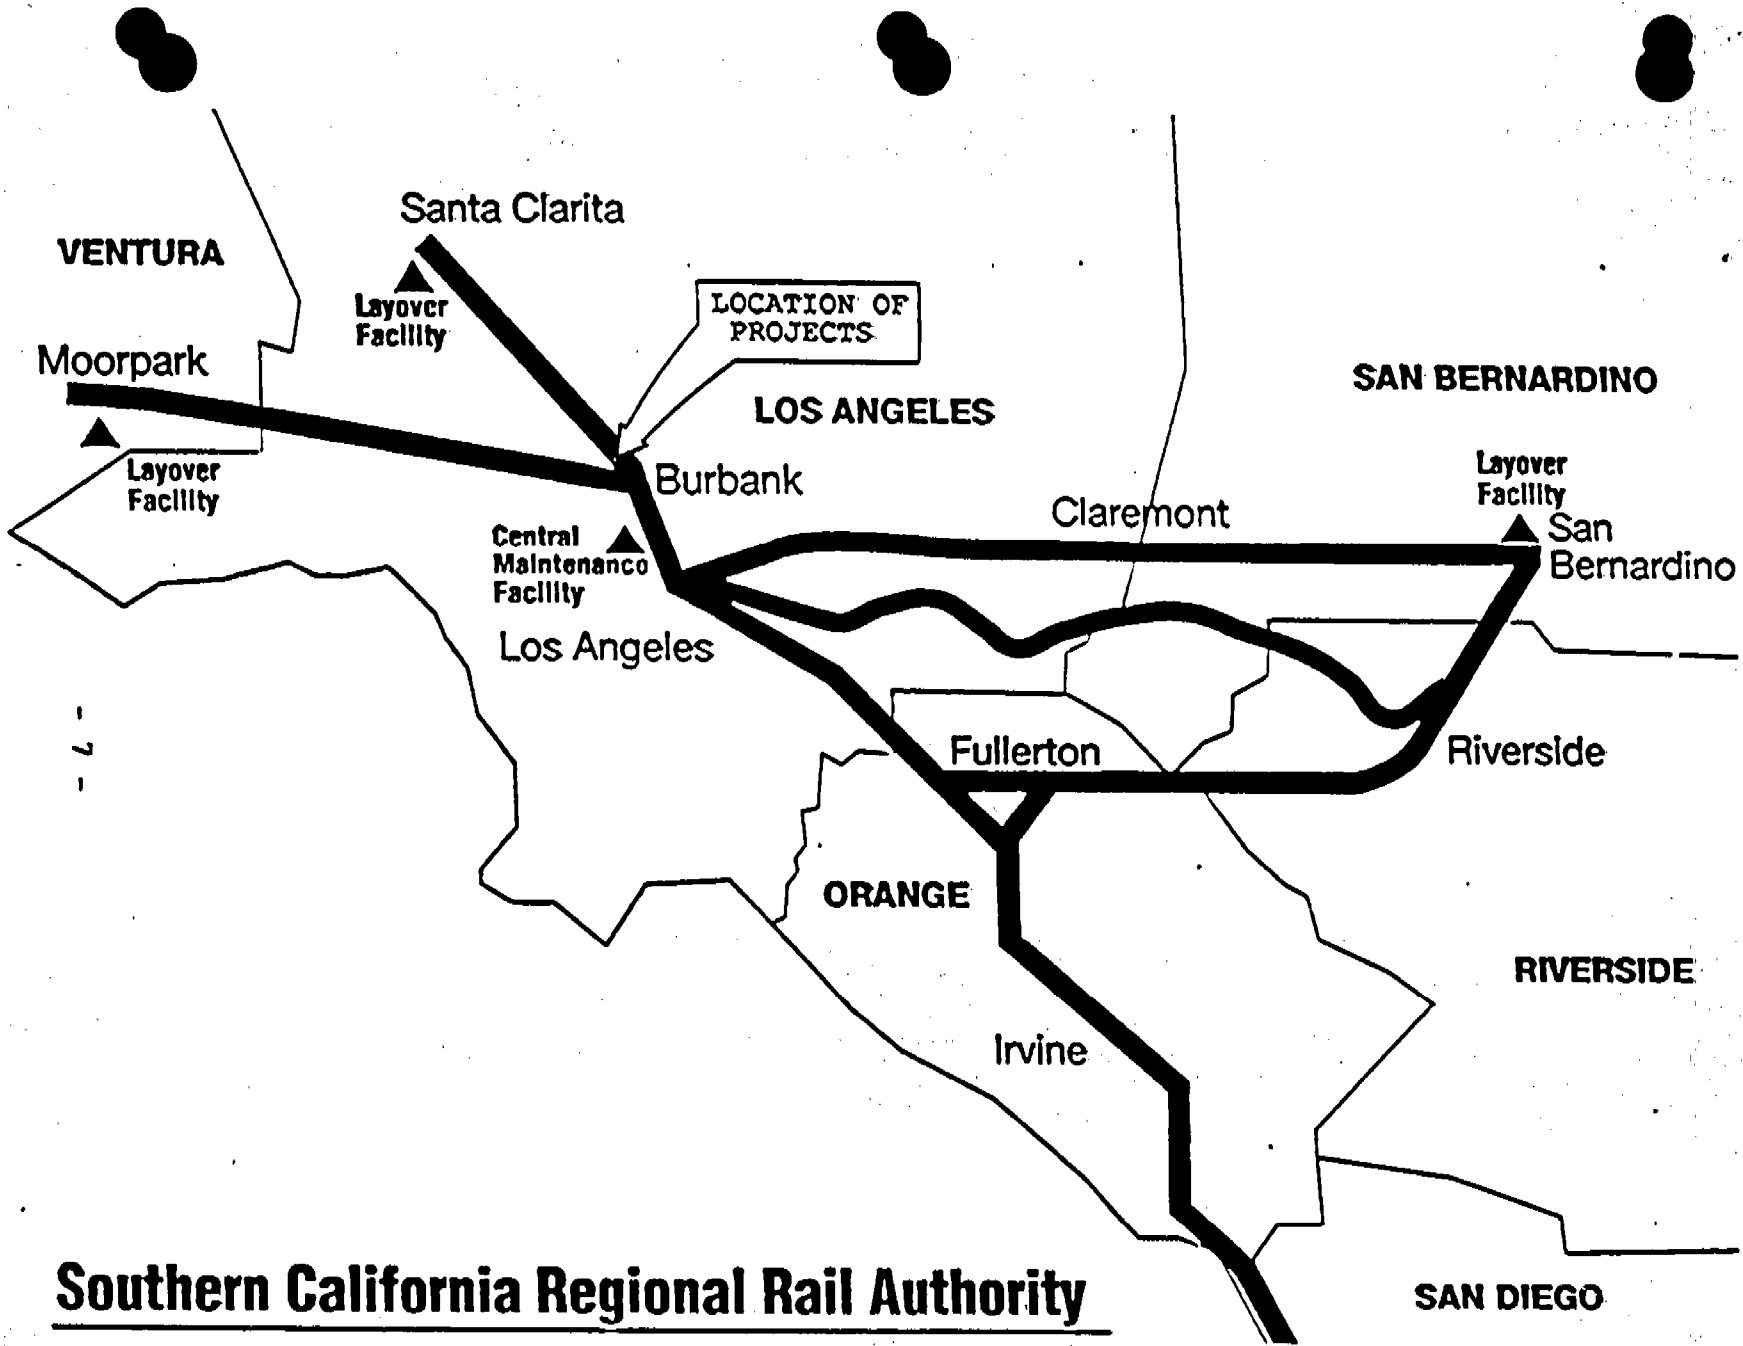 Santa Clarita
VENTURA
Layover
Facility
LOCATION OF
PROJECTS
Moorpark
SAN BERNARDINO
LOS ANGELES
Layover
Facility
Burbank
Layover
Facility
Claremont
San
Bernardino
Central
Maintenance
Facility
Los Angeles
- 7 -
Fullerton
Riverside
ORANGE
RIVERSIDE
Irvine
Southern California Regional Rail Authority
SAN DIEGO